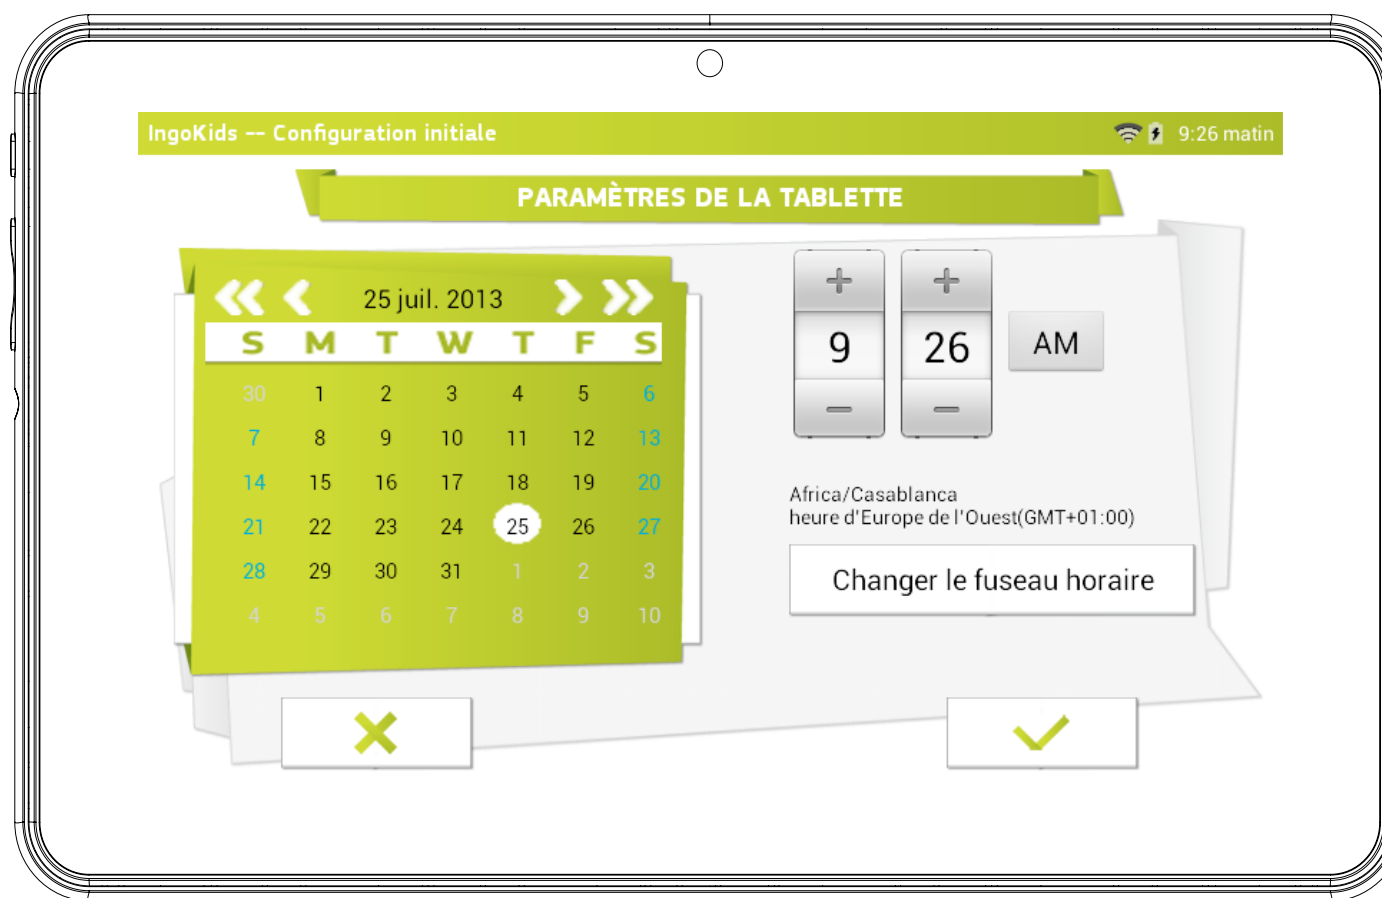 IngoKids -- Configuration initiale
9:26 matin
PARAMÈTRES DE LA TABLETTE
25 juil. 2013
S M T W T F S
30 1 2 3 4 5 6
7 8 9 10 11 12 13
14 15 16 17 18 19 20
21 22 23 24 25 26 27
28 29 30 31 1 2 3
4 5 6 7 8 9 10
+ +
9 26 AM
- -
Africa/Casablanca
heure d'Europe de l'Ouest(GMT+01:00)
Changer le fuseau horaire